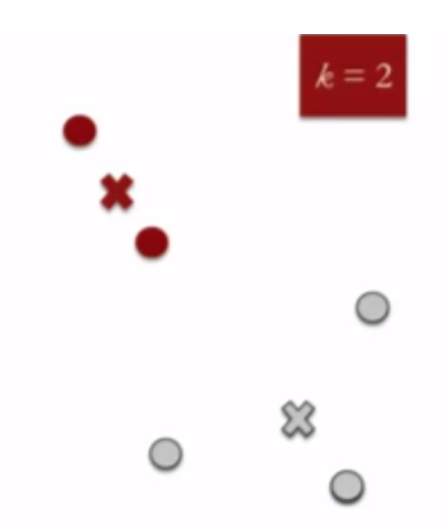 k = 2